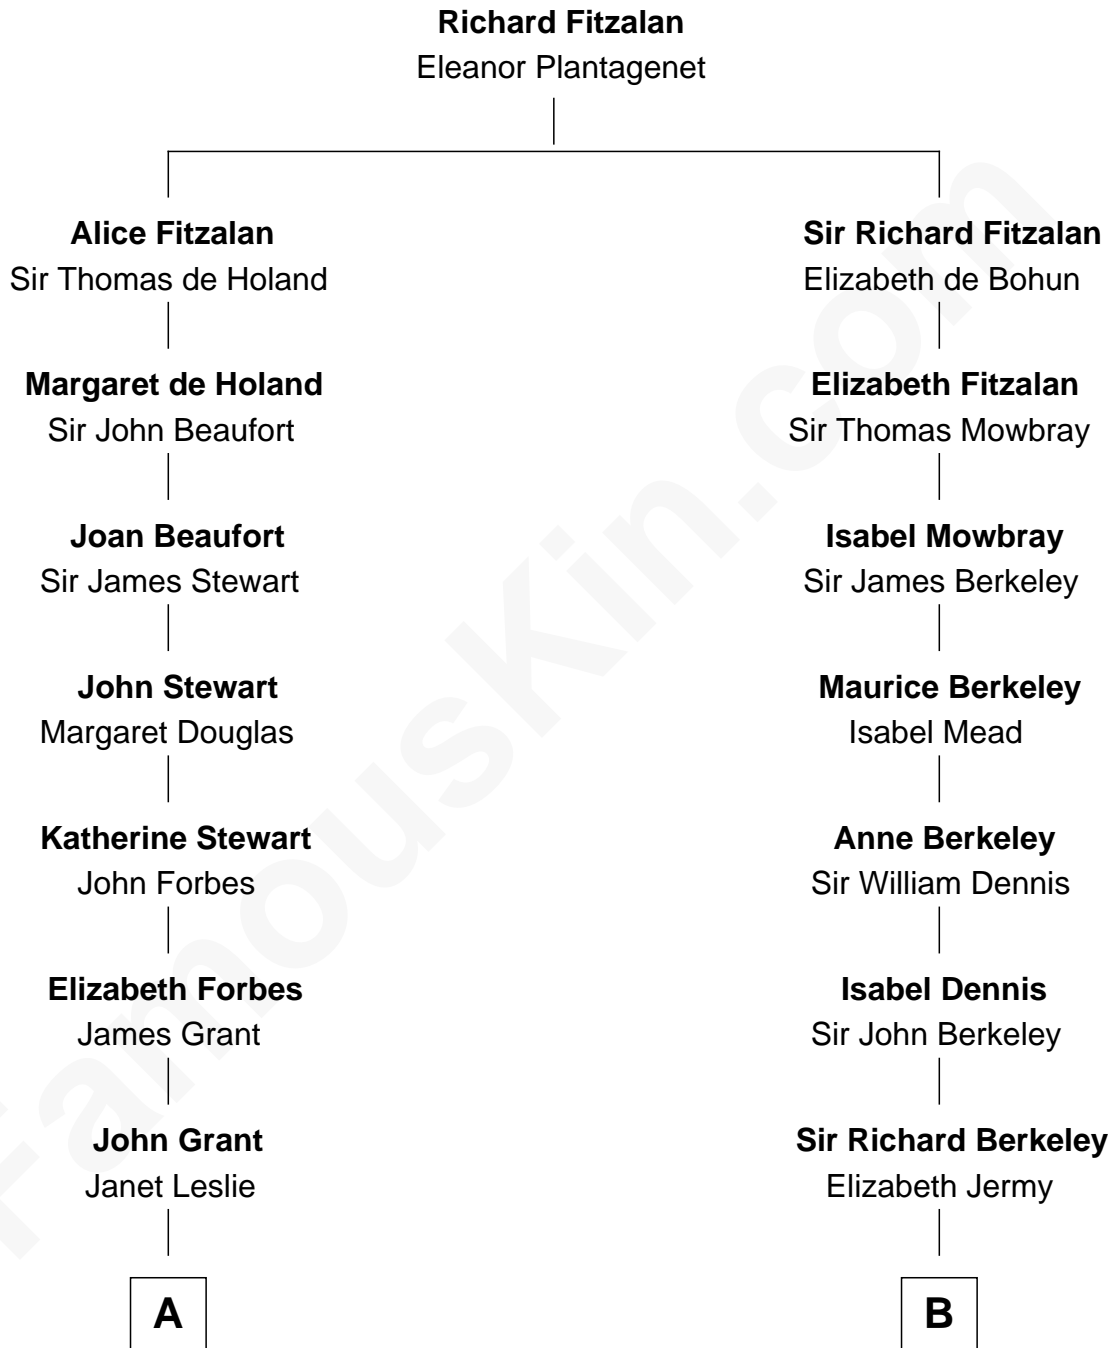 Richard Fitzalan
Eleanor Plantagenet
Alice Fitzalan
Sir Thomas de Holand
Sir Richard Fitzalan
Elizabeth de Bohun
Margaret de Holand
Sir John Beaufort
Elizabeth Fitzalan
Sir Thomas Mowbray
Joan Beaufort
Sir James Stewart
Isabel Mowbray
Sir James Berkeley
John Stewart
Margaret Douglas
Maurice Berkeley
Isabel Mead
Katherine Stewart
John Forbes
Anne Berkeley
Sir William Dennis
Elizabeth Forbes
James Grant
Isabel Dennis
Sir John Berkeley
John Grant
Janet Leslie
Sir Richard Berkeley
Elizabeth Jermy
A
B
FamousKin.com